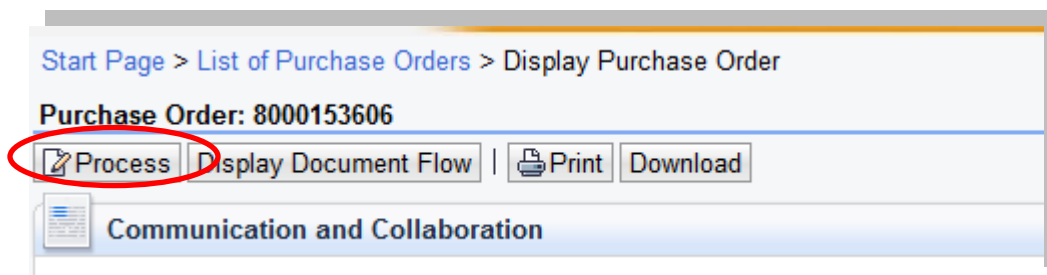 Start Page > List of Purchase Orders > Display Purchase Order
Purchase Order: 8000153606
Process Display Document Flow | Print Download
Communication and Collaboration